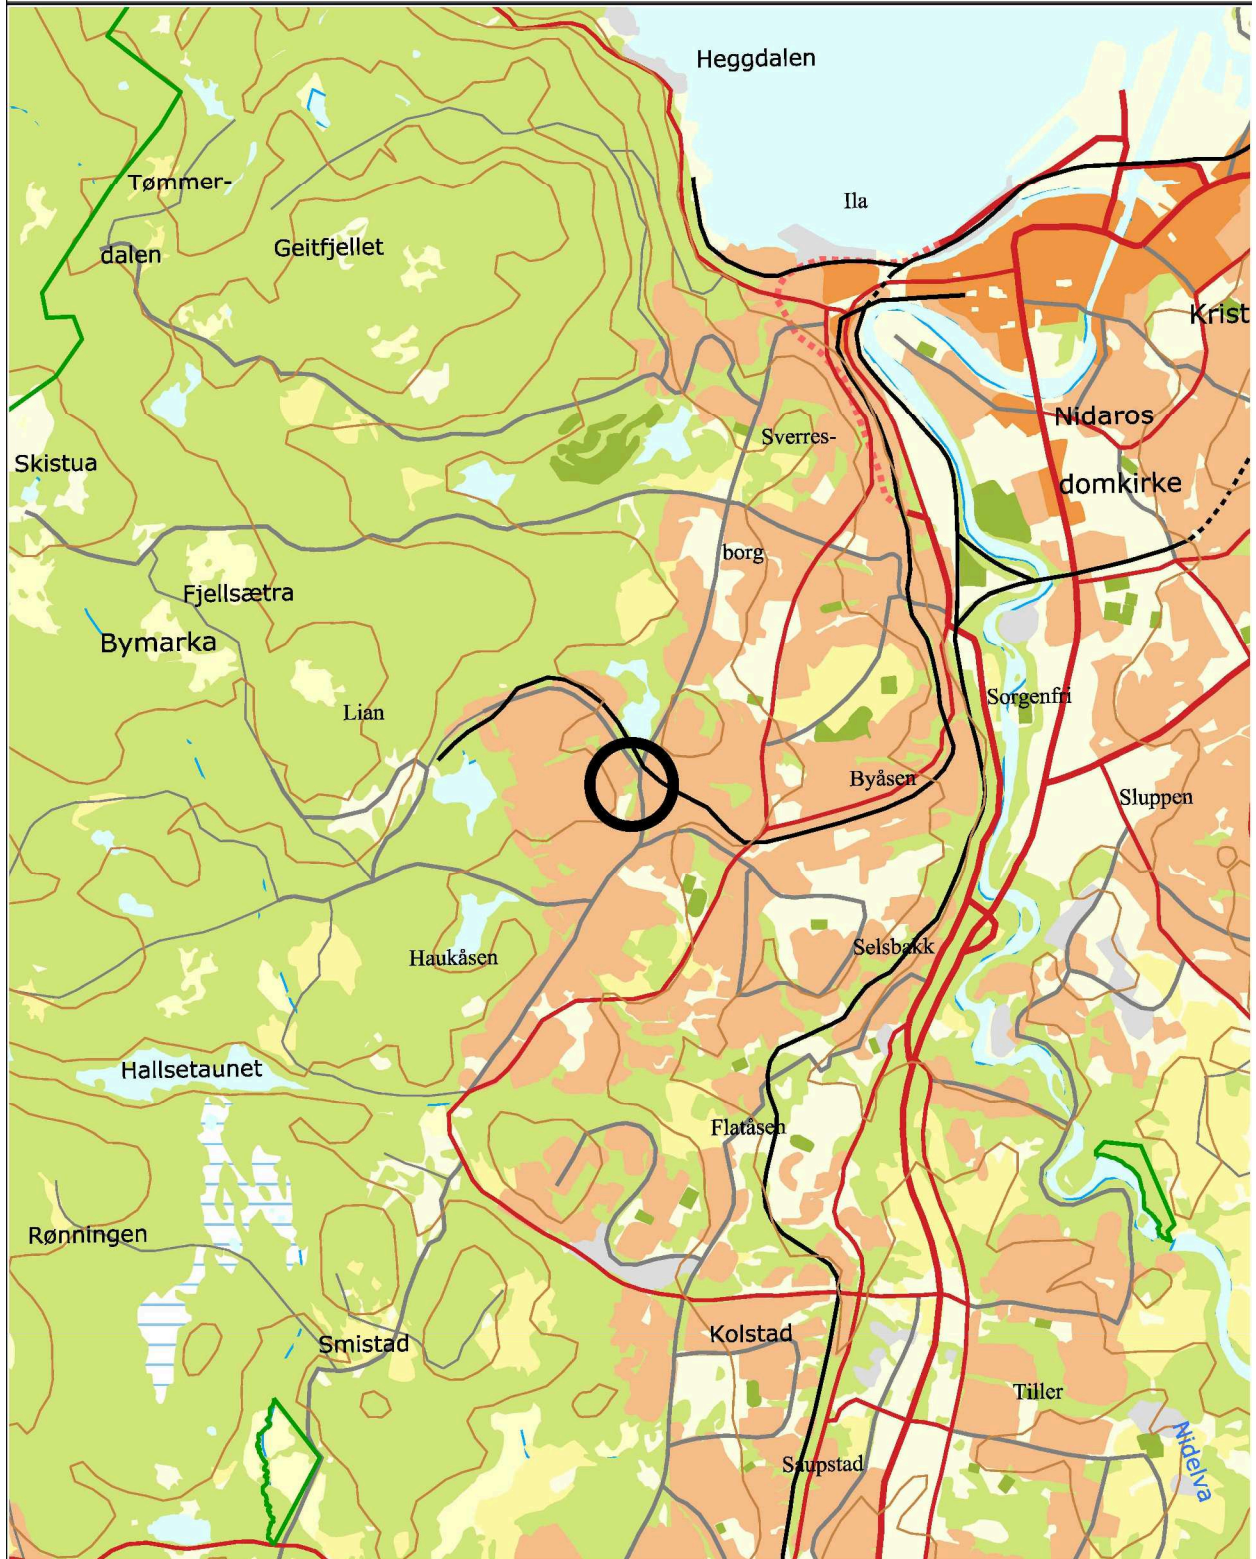 Heggdalen
Tømmer-
Ila
dalen
Geitfjellet
Krist
Nidaros
Sverres-
Skistua
domkirke
borg
Fjellsætra
Bymarka
Sorgenfri
Lian
Byåsen
Sluppen
Selsbakk
Haukåsen
Hallsetaunet
Flatåsen
Rønningen
Kolstad
Smistad
Tiller
Nidelva
Saupstad